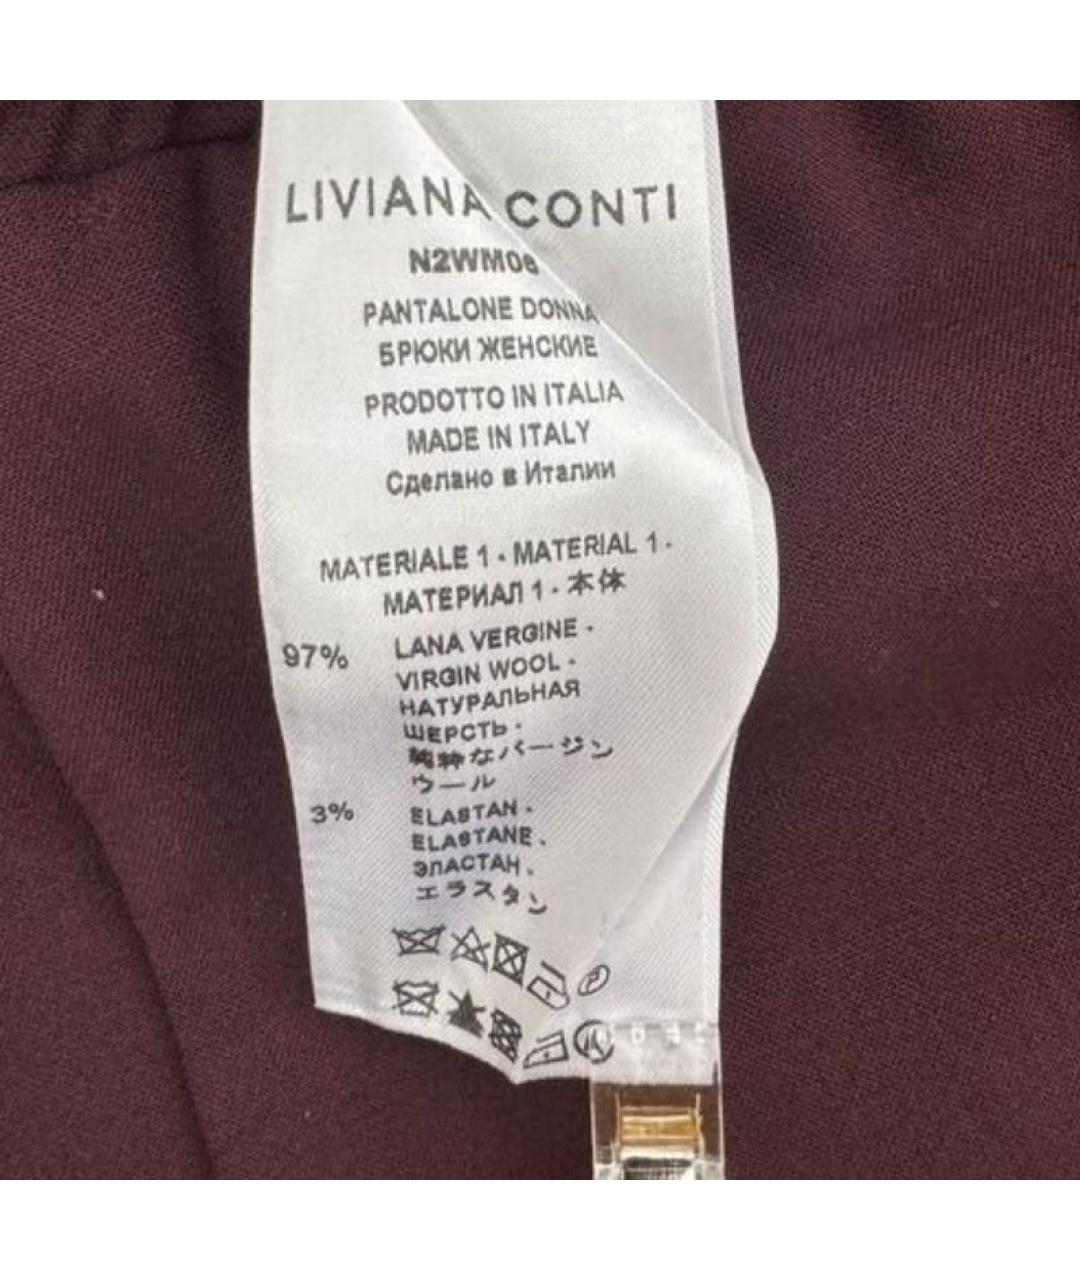 LIVIANA CONTI
N2WM06
PANTALONE DONNA
БРЮКИ ЖЕНСКИЕ
PRODOTTO IN ITALIA
MADE IN ITALY
Сделано в Италии
MATERIALE 1 - MATERIAL 1 -
МАТЕРИАЛ 1 - 本体
97% LANA VERGINE -
VIRGIN WOOL -
НАТУРАЛЬНАЯ
ШЕРСТЬ -
純粋なバージン
ウール
3% ELASTAN -
ELASTANE -
ЭЛАСТАН -
エラスタン